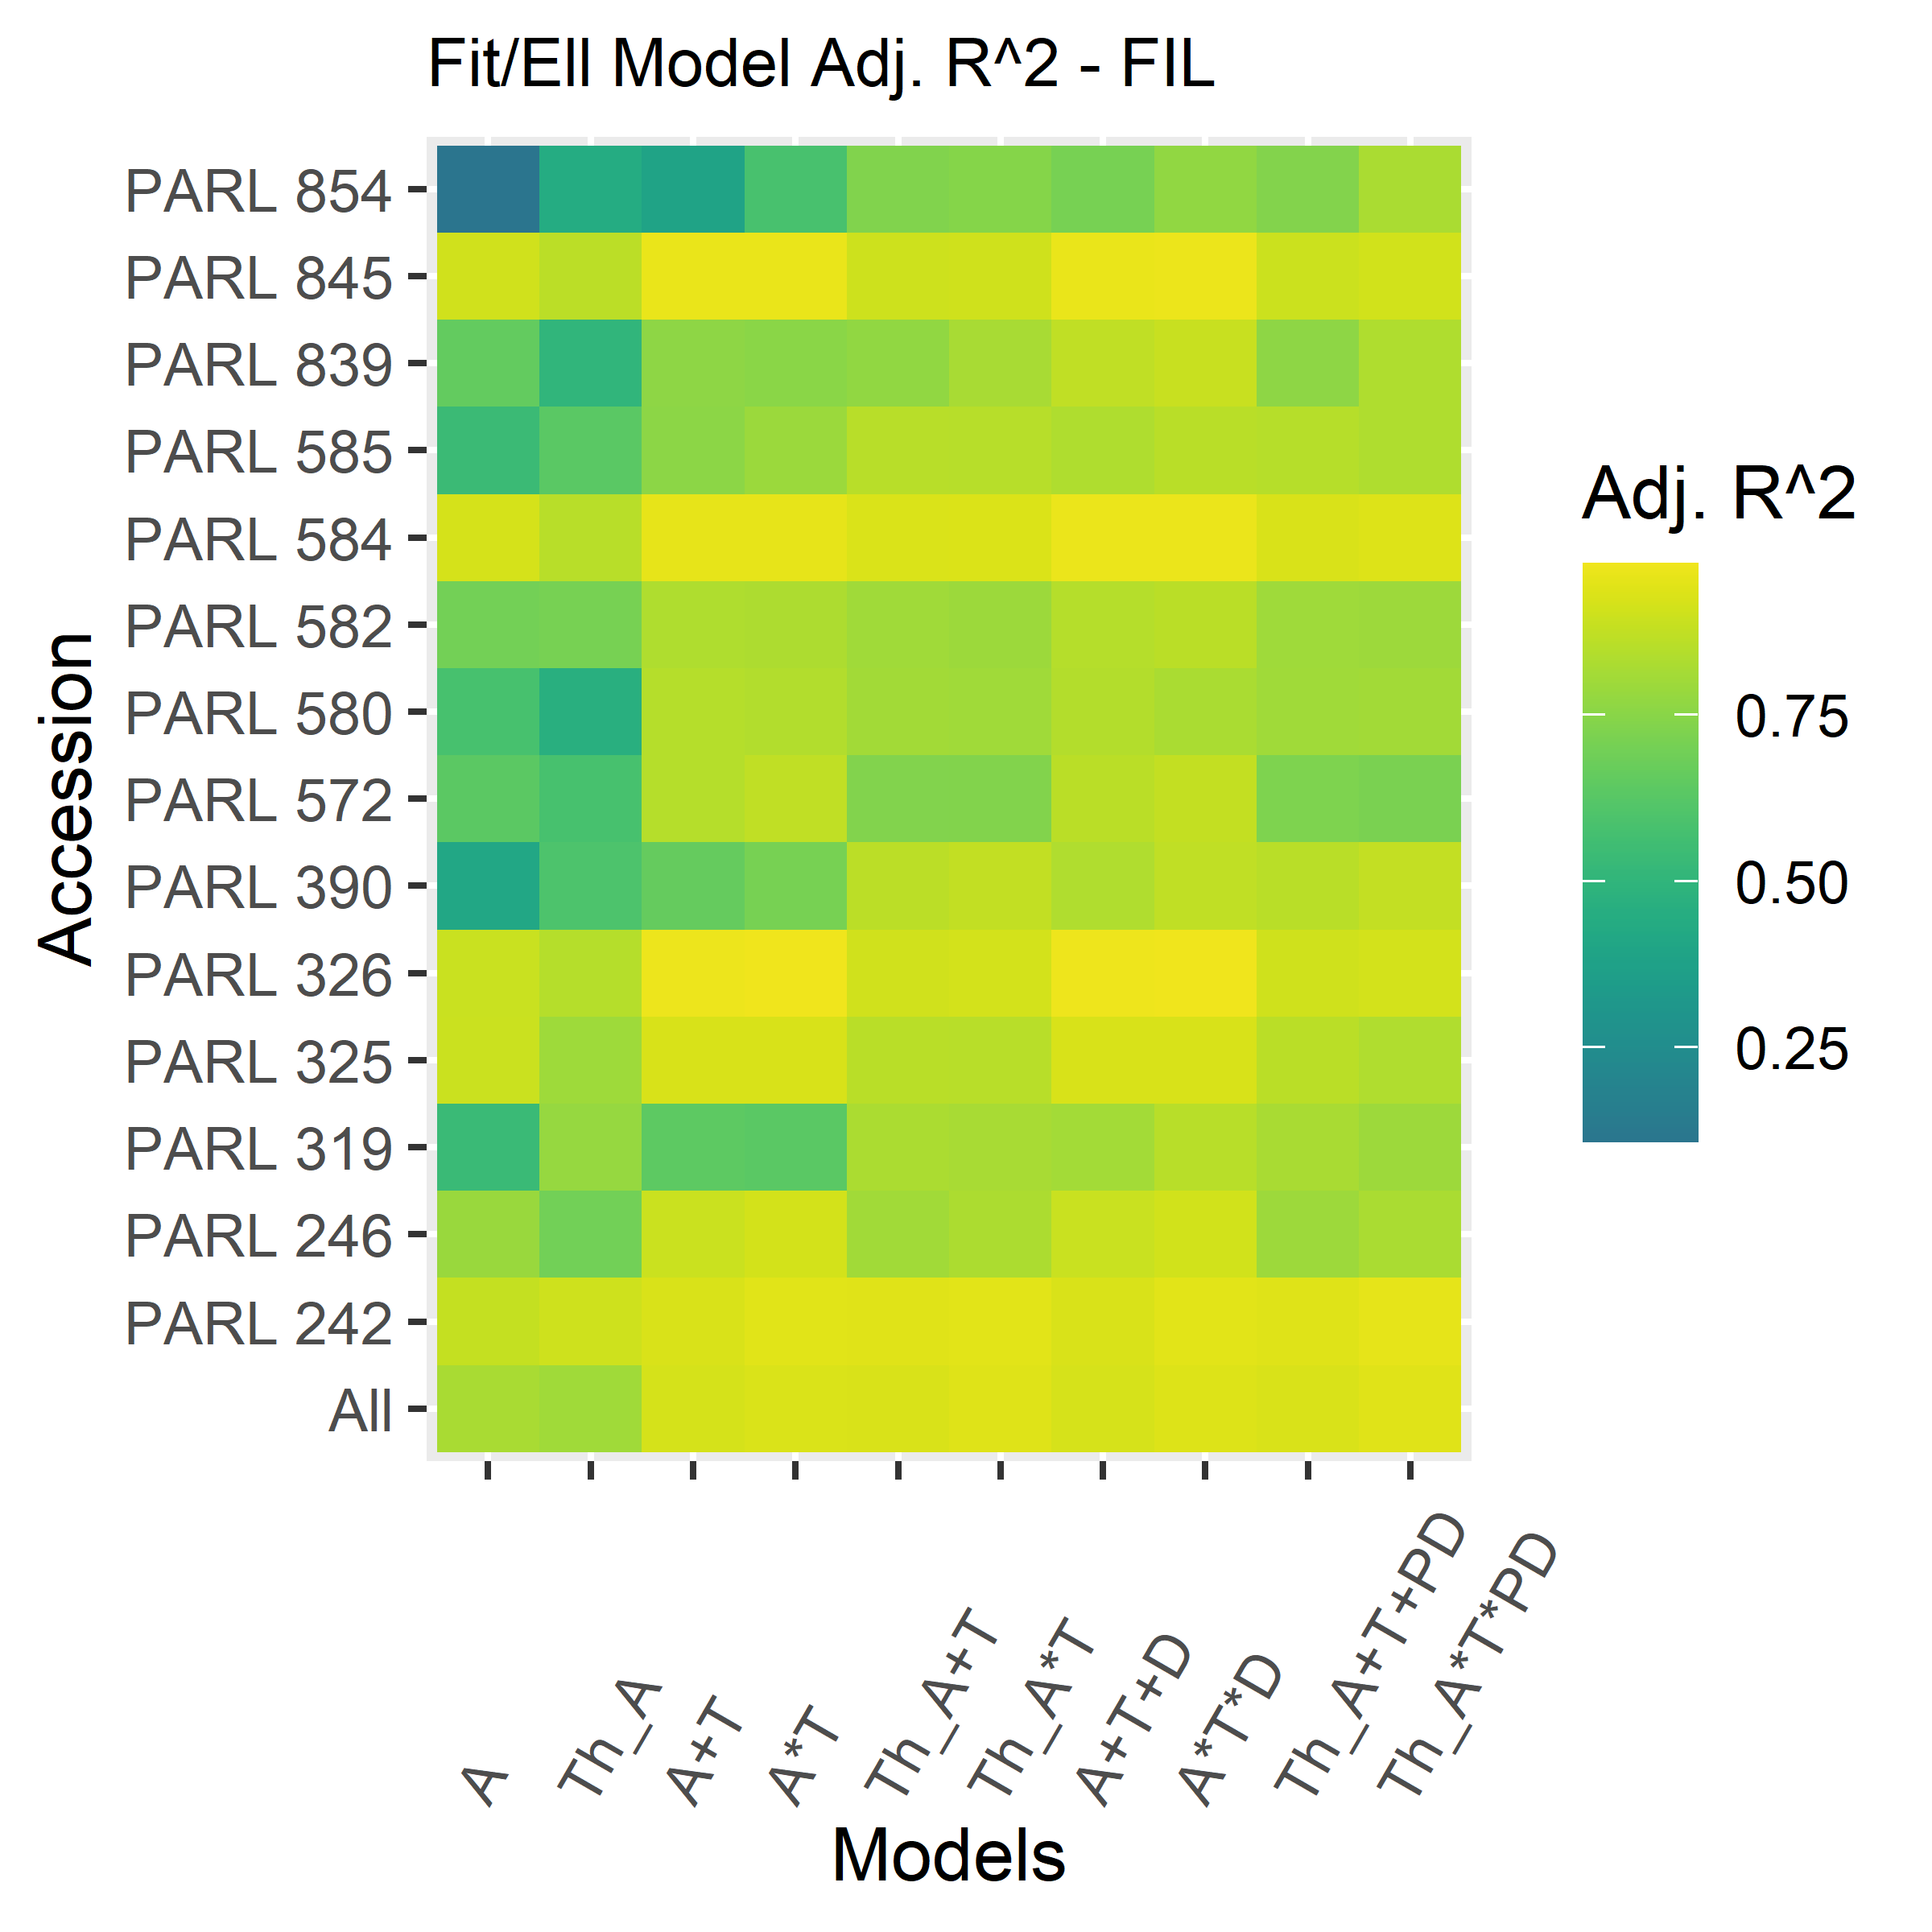 Fit/Ell Model Adj. R^2 - FIL
Accession
PARL 854
PARL 845
PARL 839
PARL 585
PARL 584
PARL 582
PARL 580
PARL 572
PARL 390
PARL 326
PARL 325
PARL 319
PARL 246
PARL 242
All
A
Th_A
A+T
A*T
Th_A+T
Th_A*T
A+T+D
A*T*D
Th_A+T+PD
Th_A*T*PD
Models
Adj. R^2
0.75
0.50
0.25